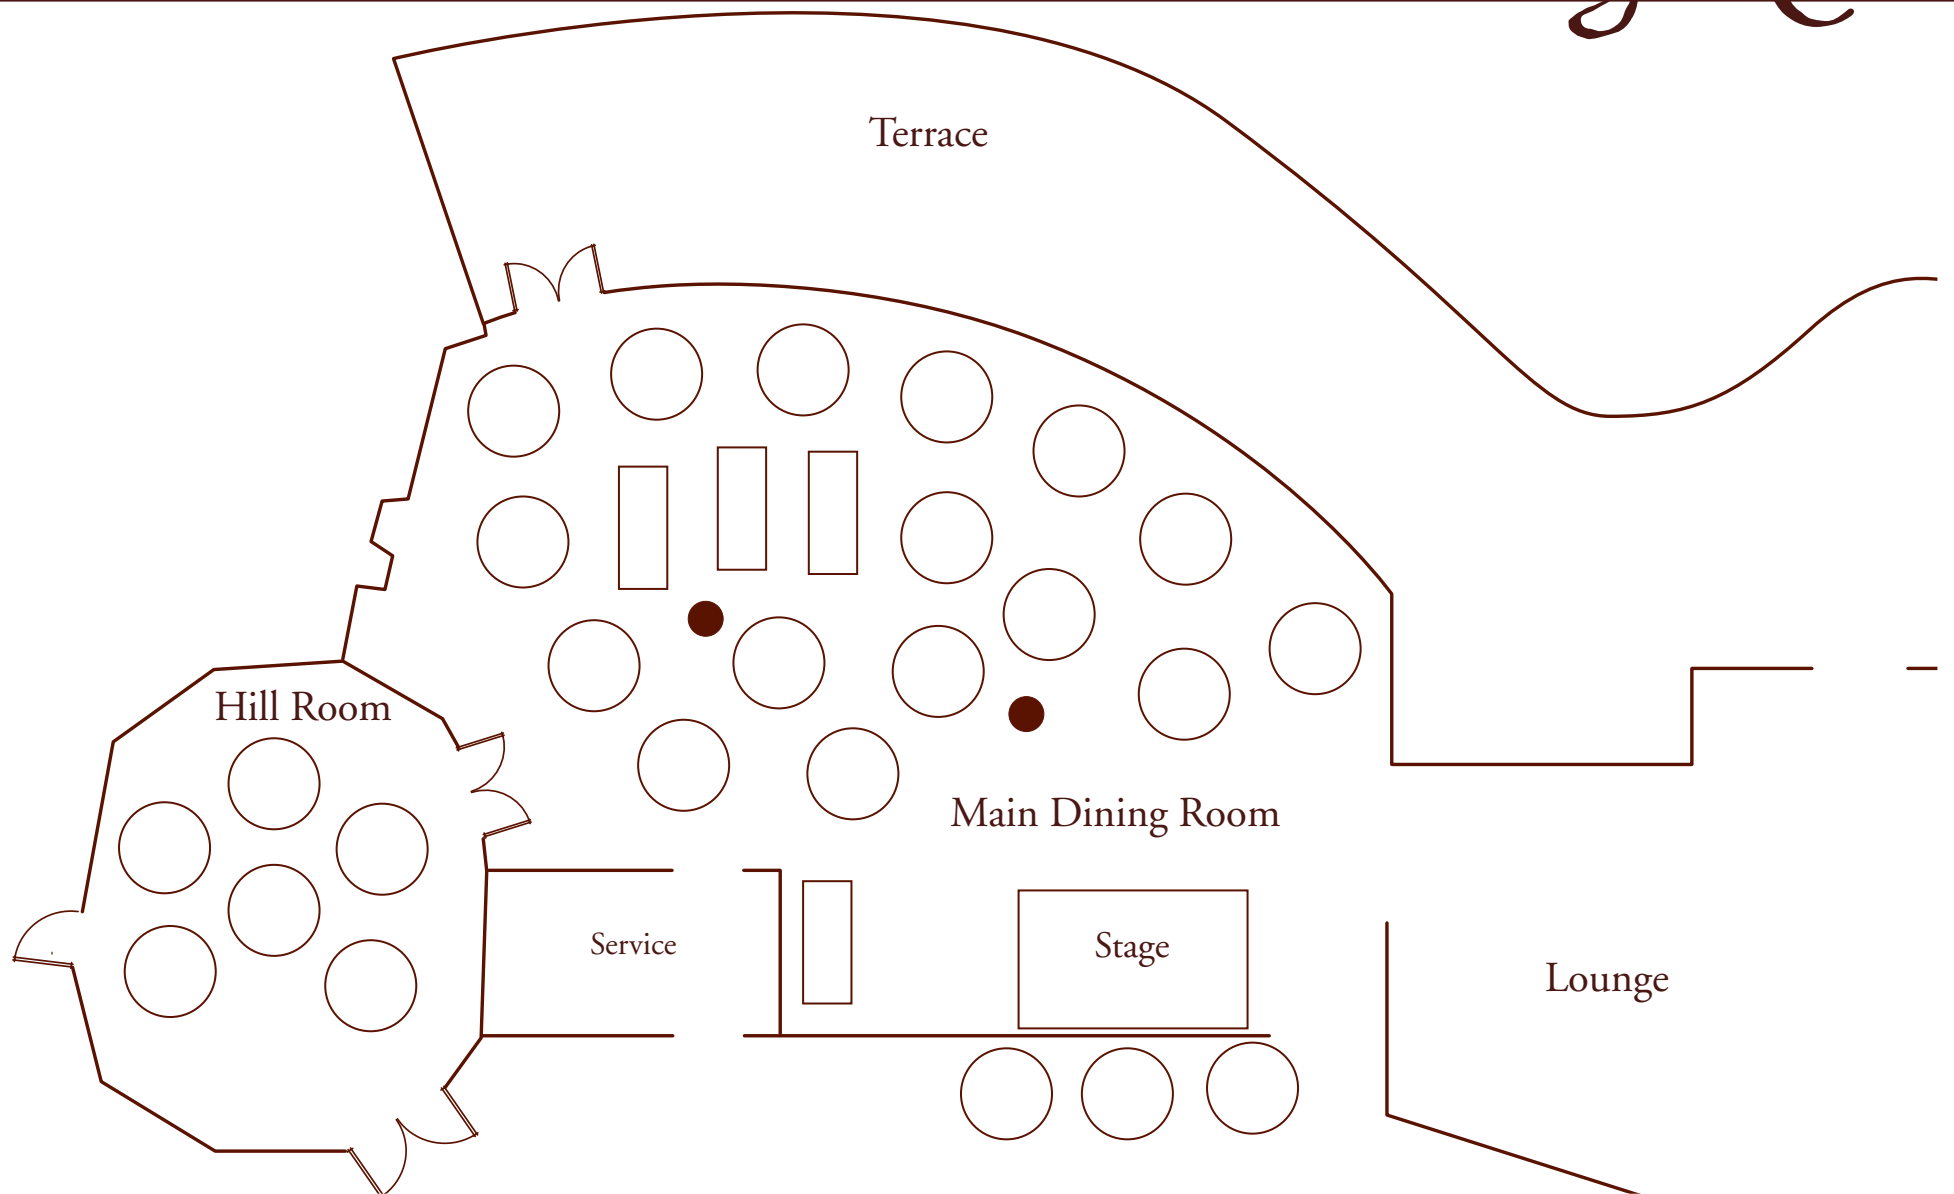 Terrace
Hill Room
Main Dining Room
Service
Stage
Lounge